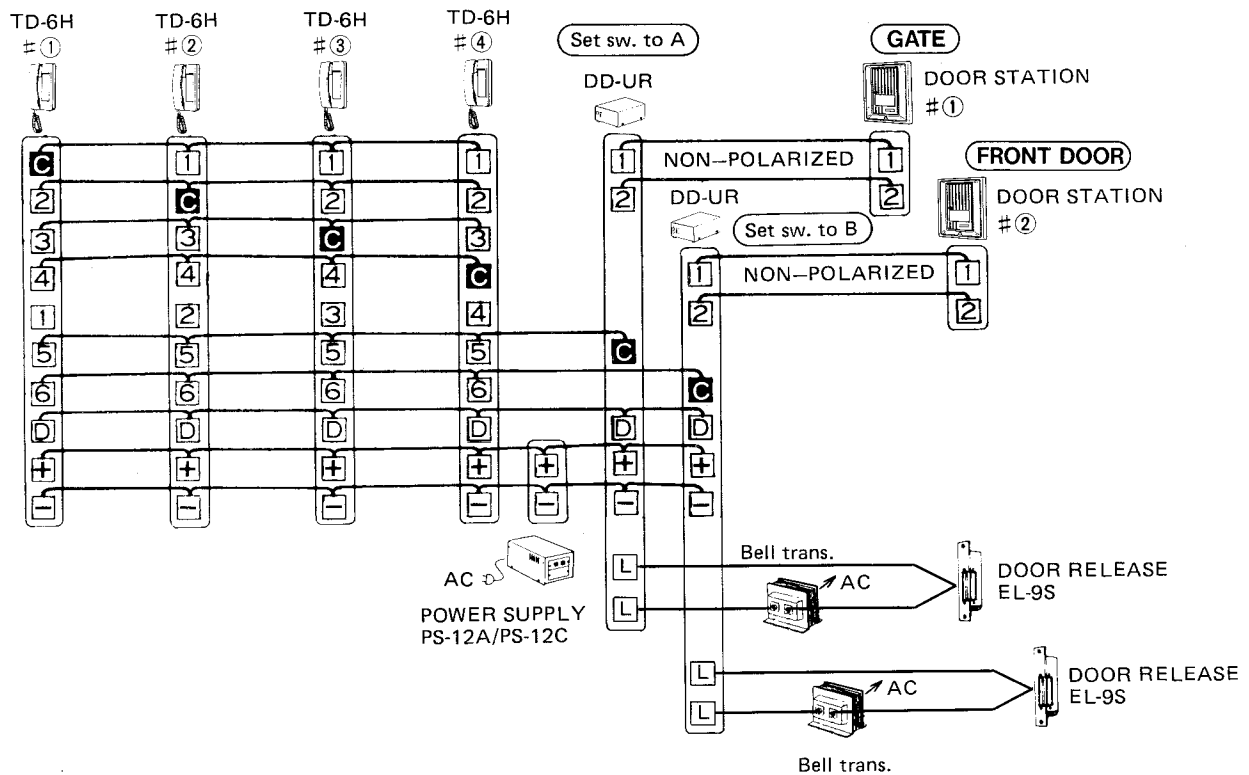 TD-6H TD-6H TD-6H TD-6H
#① #② #③ #④
Set sw. to A
GATE
DD-UR
DOOR STATION
#①
C 1 1 1
1 NON–POLARIZED 1
FRONT DOOR
2 C 2 2
2 2
DD-UR
DOOR STATION
#②
3 3 C 3
Set sw. to B
4 4 4 C
1 NON–POLARIZED 1
1 2 3 4
2 2
5 5 5 5 C
6 6 6 6 C
D D D D D D
+ + + + + + +
− − − − − − −
Bell trans.
L
AC
AC
DOOR RELEASE
EL-9S
L
POWER SUPPLY
PS-12A/PS-12C
L
AC
DOOR RELEASE
EL-9S
L
Bell trans.